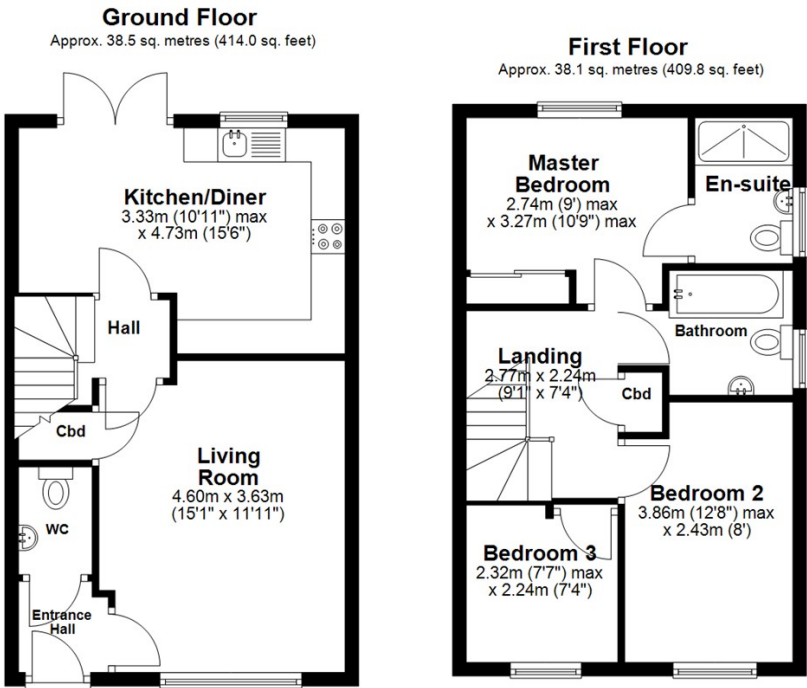 Ground Floor
Approx. 38.5 sq. metres (414.0 sq. feet)
Kitchen/Diner
3.33m (10'11") max
x 4.73m (15'6")
Hall
Cbd
Living
Room
4.60m x 3.63m
(15'1" x 11'11")
WC
Entrance
Hall
First Floor
Approx. 38.1 sq. metres (409.8 sq. feet)
Master
Bedroom
2.74m (9') max
x 3.27m (10'9") max
En-suite
Bathroom
Landing
2.77m x 2.24m
(9'1" x 7'4")
Cbd
Bedroom 2
3.86m (12'8") max
x 2.43m (8')
Bedroom 3
2.32m (7'7") max
x 2.24m (7'4")